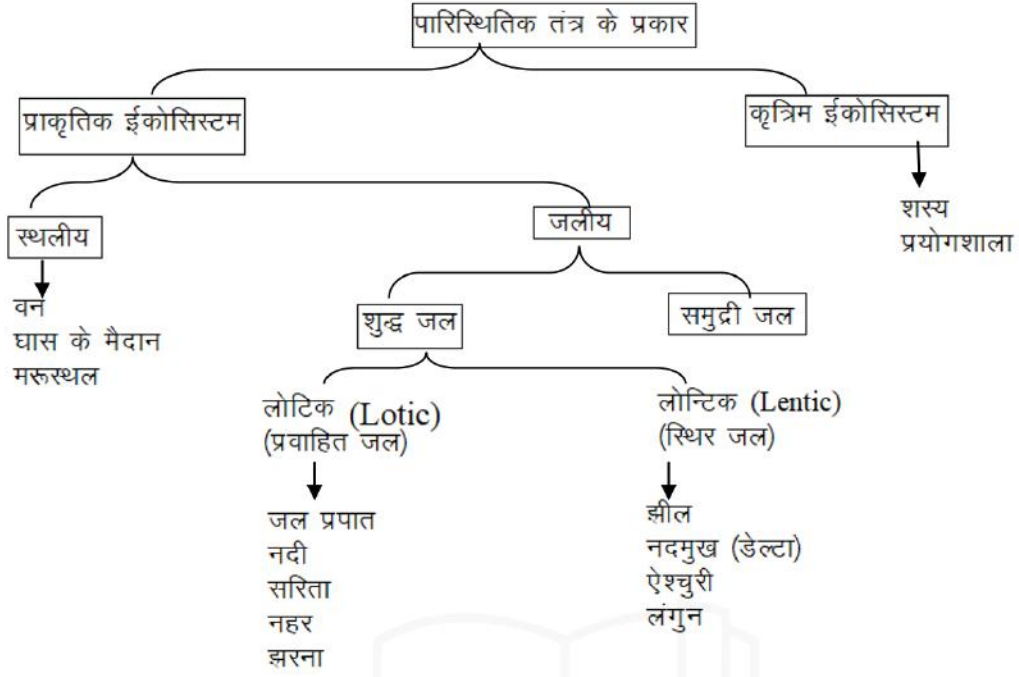 पारिस्थितिक तंत्र के प्रकार
प्राकृतिक ईकोसिस्टम
कृत्रिम ईकोसिस्टम
स्थलीय
जलीय
शस्य
प्रयोगशाला
वन
घास के मैदान
मरूस्थल
शुद्ध जल
समुद्री जल
लोटिक (Lotic)
(प्रवाहित जल)
लोन्टिक (Lentic)
(स्थिर जल)
जल प्रपात
नदी
सरिता
नहर
झरना
झील
नदमुख (डेल्टा)
ऐश्चुरी
लंगुन